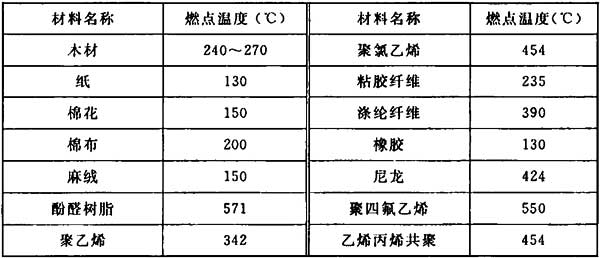 材料名称 燃点温度(℃) 材料名称 燃点温度(℃)
木材 240～270 聚氯乙烯 454
纸 130 粘胶纤维 235
棉花 150 涤纶纤维 390
棉布 200 橡胶 130
麻绒 150 尼龙 424
酚醛树脂 571 聚四氟乙烯 550
聚乙烯 342 乙烯丙烯共聚 454